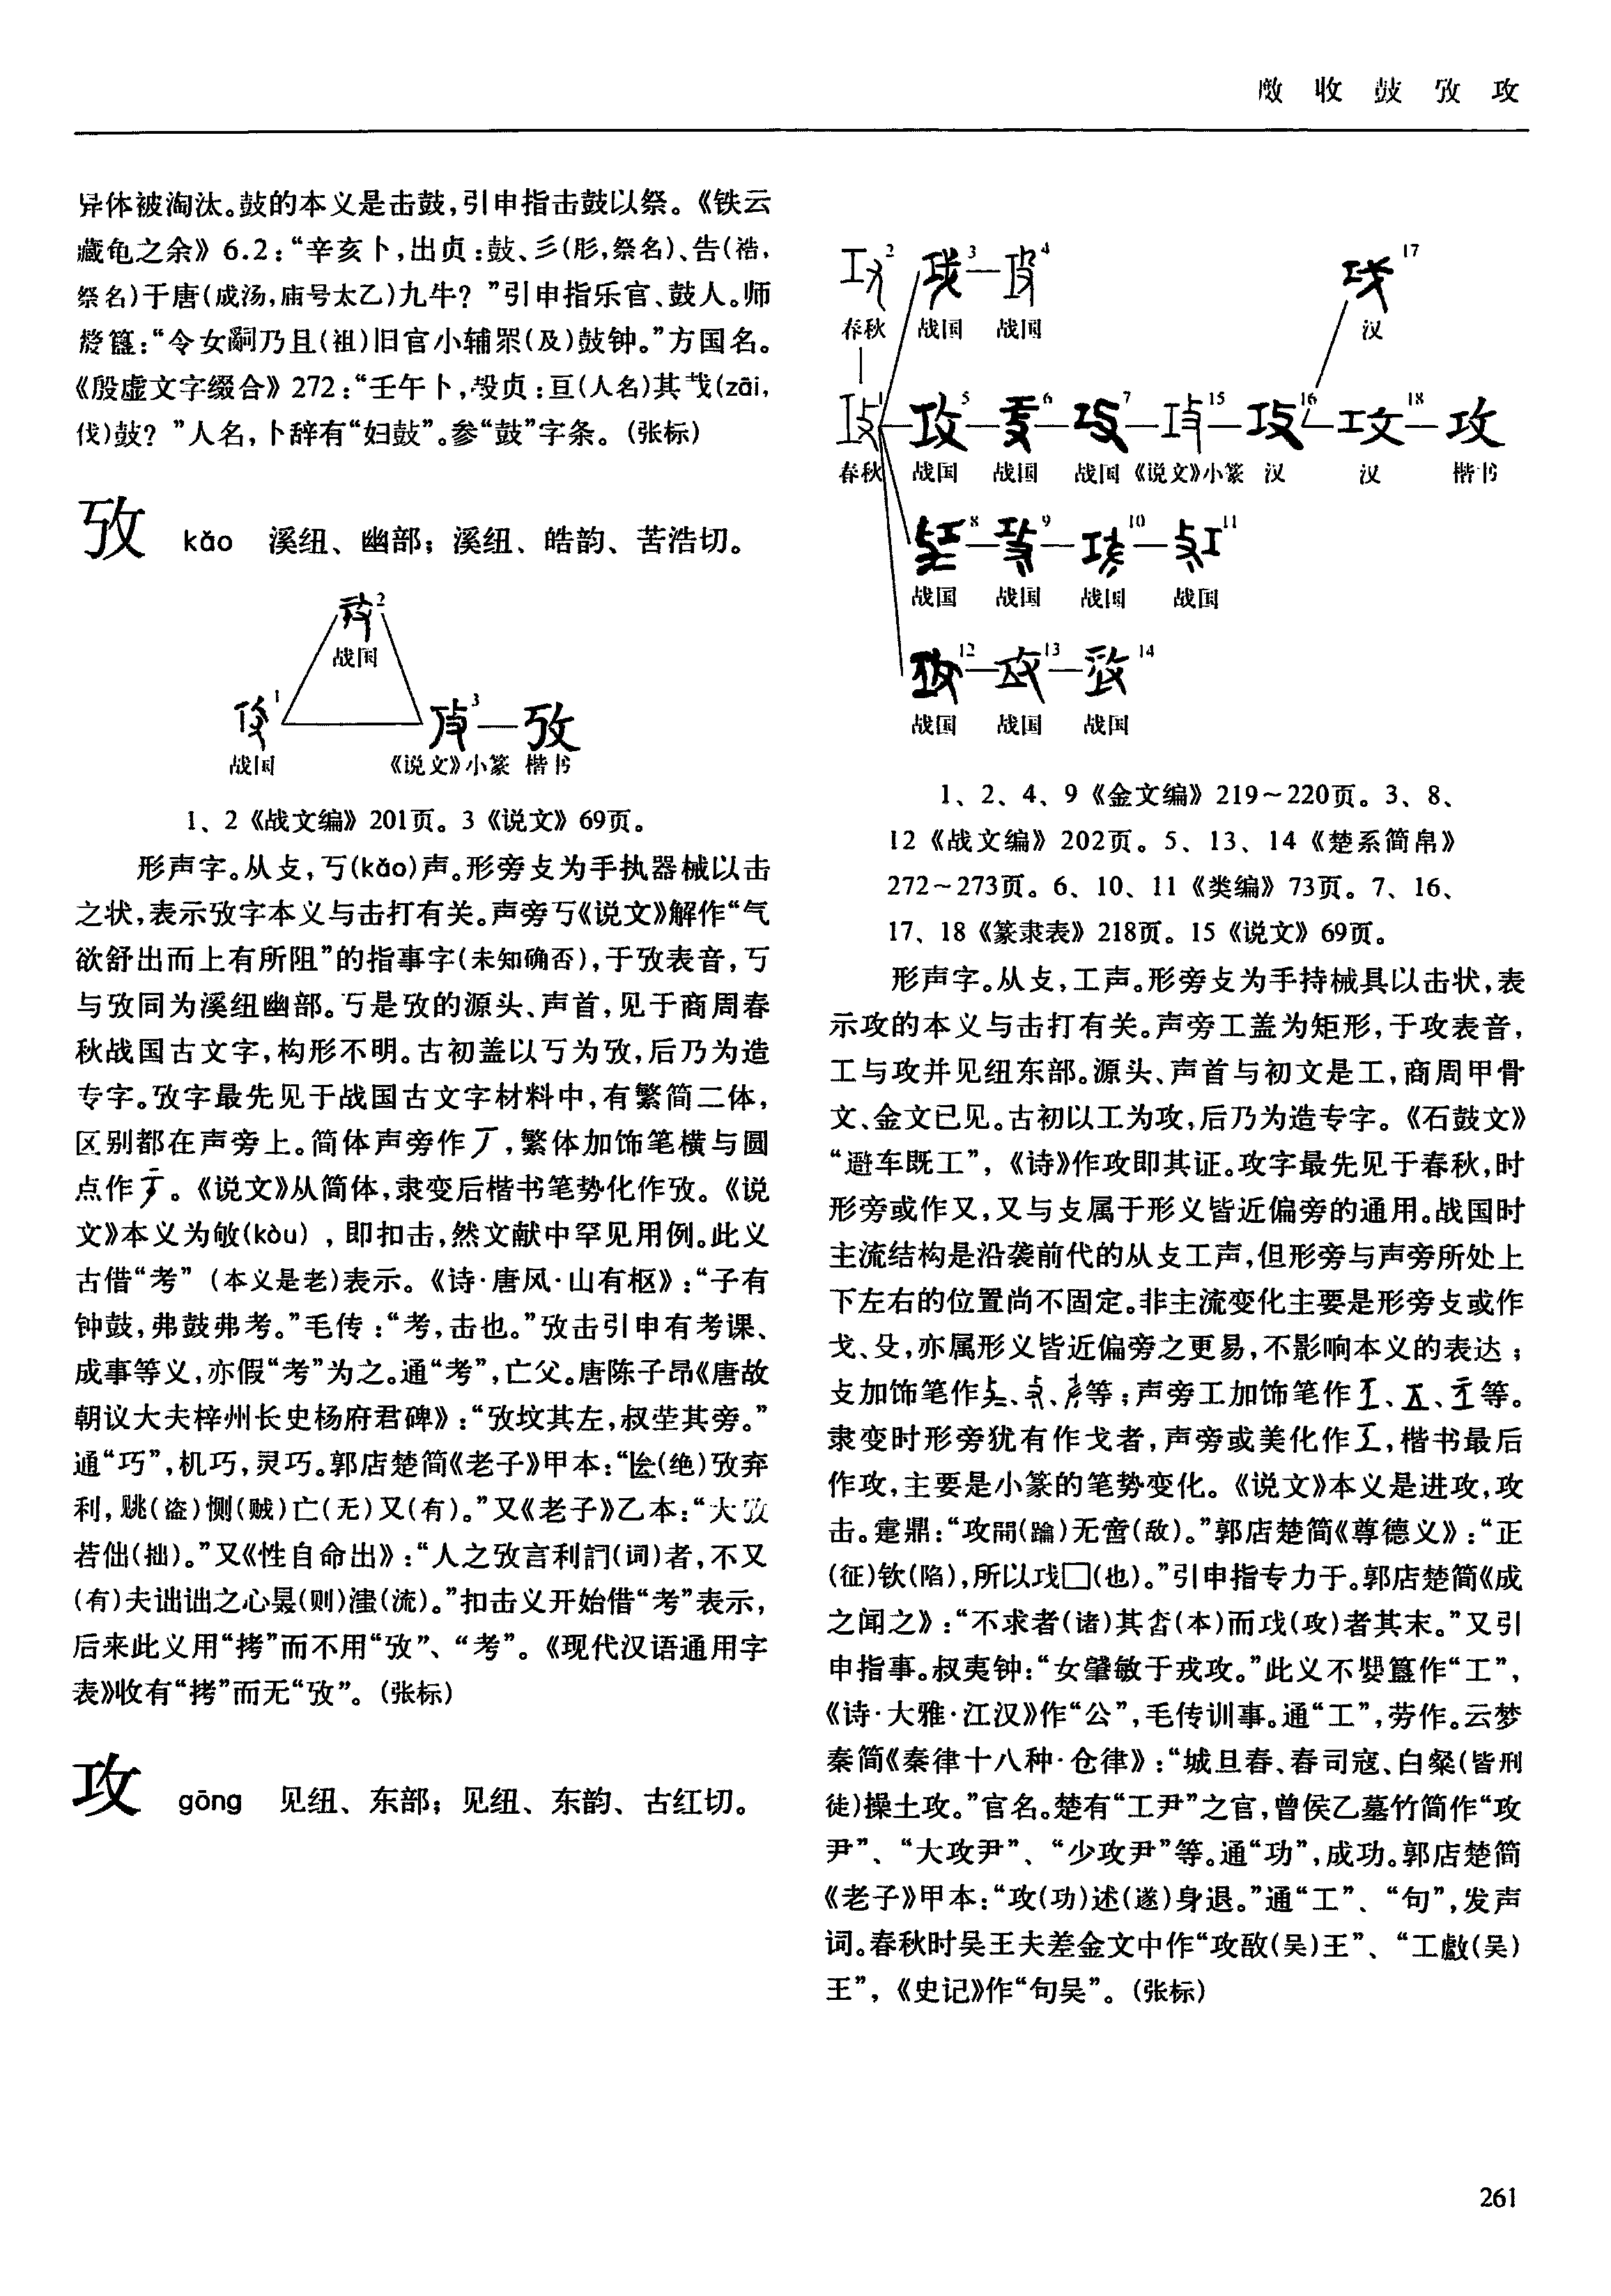 收 鼓 攷 攻
异体被淘汰。鼓的本义是击鼓,引申指击鼓以祭。《铁云
藏龟之余》6.2:“辛亥卜,出贞:鼓、彡(肜,祭名)、告(祰,
祭名)于唐(成汤,庙号太乙)九牛?”引申指乐官、鼓人。师
簋:“令女嗣乃且(祖)旧官小辅眔(及)鼓钟。”方国名。
《殷虚文字缀合》272:“壬午卜,㱿贞:亘(人名)其𢦏(zāi,
伐)鼓?”人名,卜辞有“妇鼓”。参“鼓”字条。(张标)
攷 kǎo 溪纽、幽部;溪纽、皓韵、苦浩切。
2
战国
1 3 攷
战国 《说文》小篆 楷书
1、2《战文编》201页。3《说文》69页。
形声字。从攴,丂(kǎo)声。形旁攴为手执器械以击
之状,表示攷字本义与击打有关。声旁丂《说文》解作“气
欲舒出而上有所阻”的指事字(未知确否),于攷表音,丂
与攷同为溪纽幽部。丂是攷的源头、声首,见于商周春
秋战国古文字,构形不明。古初盖以丂为攷,后乃为造
专字。攷字最先见于战国古文字材料中,有繁简二体,
区别都在声旁上。简体声旁作丆,繁体加饰笔横与圆
点作。《说文》从简体,隶变后楷书笔势化作攷。《说
文》本义为敂(kòu),即扣击,然文献中罕见用例。此义
古借“考”(本义是老)表示。《诗·唐风·山有枢》:“子有
钟鼓,弗鼓弗考。”毛传:“考,击也。”攷击引申有考课、
成事等义,亦假“考”为之。通“考”,亡父。唐陈子昂《唐故
朝议大夫梓州长史杨府君碑》:“攷坟其左,叔茔其旁。”
通“巧”,机巧,灵巧。郭店楚简《老子》甲本:“(绝)攷弃
利,覜(盗)恻(贼)亡(无)又(有)。”又《老子》乙本:“大攷
若㑁(拙)。”又《性自命出》:“人之攷言利訇(词)者,不又
(有)夫诎诎之心(则)(流)。”扣击义开始借“考”表示,
后来此义用“拷”而不用“攷”、“考”。《现代汉语通用字
表》收有“拷”而无“攷”。(张标)
攻 gōng 见纽、东部;见纽、东韵、古红切。
2 3 4 17
春秋 战国 战国 汉
1 5 6 7 15 16 18 攻
春秋 战国 战国 战国 《说文》小篆 汉 汉 楷书
8 9 10 11
战国 战国 战国 战国
12 13 14
战国 战国 战国
1、2、4、9《金文编》219~220页。3、8、
12《战文编》202页。5、13、14《楚系简帛》
272~273页。6、10、11《类编》73页。7、16、
17、18《篆隶表》218页。15《说文》69页。
形声字。从攴,工声。形旁攴为手持械具以击状,表
示攻的本义与击打有关。声旁工盖为矩形,于攻表音,
工与攻并见纽东部。源头、声首与初文是工,商周甲骨
文、金文已见。古初以工为攻,后乃为造专字。《石鼓文》
“避车既工”,《诗》作攻即其证。攻字最先见于春秋,时
形旁或作又,又与攴属于形义皆近偏旁的通用。战国时
主流结构是沿袭前代的从攴工声,但形旁与声旁所处上
下左右的位置尚不固定。非主流变化主要是形旁攴或作
戈、殳,亦属形义皆近偏旁之更易,不影响本义的表达;
攴加饰笔作、、等;声旁工加饰笔作、、等。
隶变时形旁犹有作戈者,声旁或美化作,楷书最后
作攻,主要是小篆的笔势变化。《说文》本义是进攻,攻
击。疐鼎:“攻(踰)无啻(敌)。”郭店楚简《尊德义》:“正
(征)钦(陷),所以戏□(也)。”引申指专力于。郭店楚简《成
之闻之》:“不求者(诸)其(本)而(攻)者其末。”又引
申指事。叔夷钟:“女肇敏于戎攻。”此义不簋作“工”,
《诗·大雅·江汉》作“公”,毛传训事。通“工”,劳作。云梦
秦简《秦律十八种·仓律》:“城旦舂、舂司寇、白粲(皆刑
徒)操土攻。”官名。楚有“工尹”之官,曾侯乙墓竹简作“攻
尹”、“大攻尹”、“少攻尹”等。通“功”,成功。郭店楚简
《老子》甲本:“攻(功)述(遂)身退。”通“工”、“句”,发声
词。春秋时吴王夫差金文中作“攻敔(吴)王”、“工𢾅(吴)
王”,《史记》作“句吴”。(张标)
261